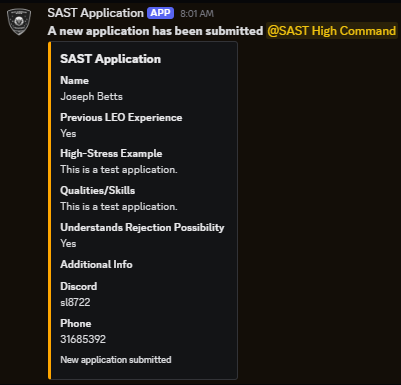 SAST Application APP 8:01 AM
A new application has been submitted @SAST High Command
SAST Application
Name
Joseph Betts
Previous LEO Experience
Yes
High-Stress Example
This is a test application.
Qualities/Skills
This is a test application.
Understands Rejection Possibility
Yes
Additional Info
Discord
sl8722
Phone
31685392
New application submitted